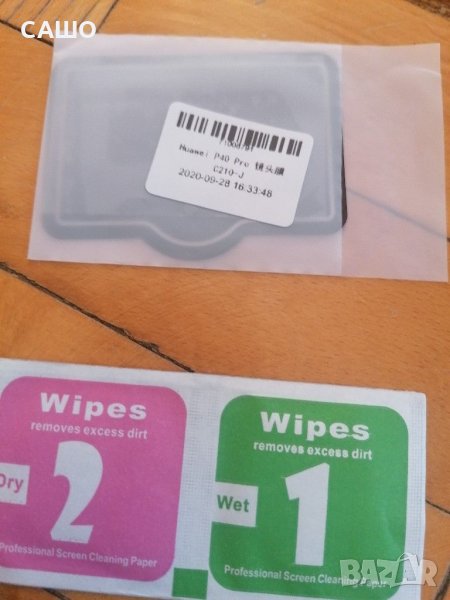 САШО
Huawei P40 Pro 镜头膜
C210-J
2020-09-28 16:33:48
Wipes
removes excess dirt
Dry
2
Professional Screen Cleaning Paper
Wipes
removes excess dirt
Wet
1
Professional Screen Cleaning Paper
BAZAR